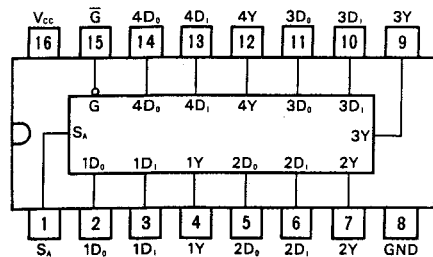 Vcc G̅ 4D₀ 4D₁ 4Y 3D₀ 3D₁ 3Y
16 15 14 13 12 11 10 9
G 4D₀ 4D₁ 4Y 3D₀ 3D₁
SA 3Y
1D₀ 1D₁ 1Y 2D₀ 2D₁ 2Y
1 2 3 4 5 6 7 8
SA 1D₀ 1D₁ 1Y 2D₀ 2D₁ 2Y GND